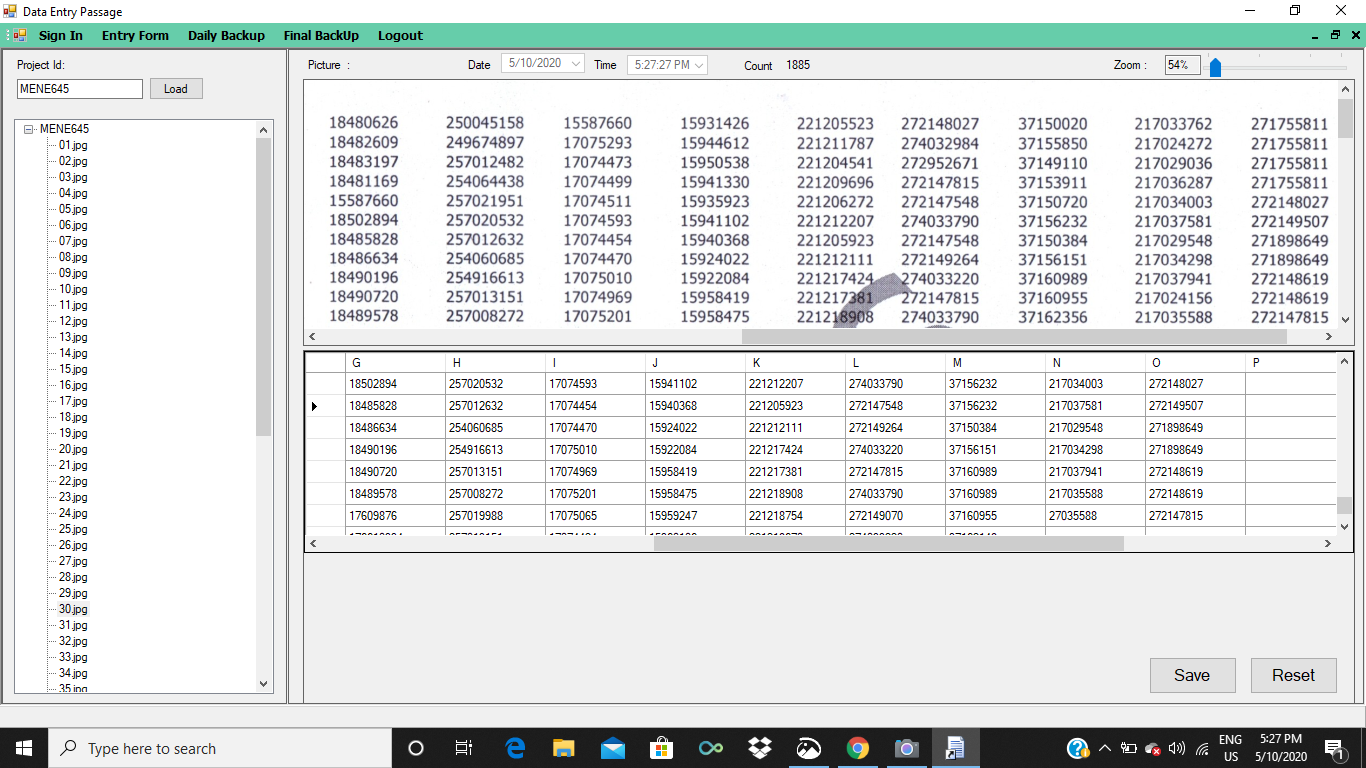 Data Entry Passage
Sign In Entry Form Daily Backup Final BackUp Logout
Project Id:
MENE645 Load
Picture : Date 5/10/2020 Time 5:27:27 PM Count 1885 Zoom : 54%
MENE645
01.jpg
02.jpg
03.jpg
04.jpg
05.jpg
06.jpg
07.jpg
08.jpg
09.jpg
10.jpg
11.jpg
12.jpg
13.jpg
14.jpg
15.jpg
16.jpg
17.jpg
18.jpg
19.jpg
20.jpg
21.jpg
22.jpg
23.jpg
24.jpg
25.jpg
26.jpg
27.jpg
28.jpg
29.jpg
30.jpg
31.jpg
32.jpg
33.jpg
34.jpg
35.jpg
18480626 250045158 15587660 15931426 221205523 272148027 37150020 217033762 271755811
18482609 249674897 17075293 15944612 221211787 274032984 37155850 217024272 271755811
18483197 257012482 17074473 15950538 221204541 272952671 37149110 217029036 271755811
18481169 254064438 17074499 15941330 221209696 272147815 37153911 217036287 271755811
15587660 257021951 17074511 15935923 221206272 272147548 37150720 217034003 272148027
18502894 257020532 17074593 15941102 221212207 274033790 37156232 217037581 272149507
18485828 257012632 17074454 15940368 221205923 272147548 37150384 217029548 271898649
18486634 254060685 17074470 15924022 221212111 272149264 37156151 217034298 271898649
18490196 254916613 17075010 15922084 221217424 274033220 37160989 217037941 272148619
18490720 257013151 17074969 15958419 221217381 272147815 37160955 217024156 272148619
18489578 257008272 17075201 15958475 221218908 274033790 37162356 217035588 272147815
G H I J K L M N O P
18502894 257020532 17074593 15941102 221212207 274033790 37156232 217034003 272148027
18485828 257012632 17074454 15940368 221205923 272147548 37156232 217037581 272149507
18486634 254060685 17074470 15924022 221212111 272149264 37150384 217029548 271898649
18490196 254916613 17075010 15922084 221217424 274033220 37156151 217034298 271898649
18490720 257013151 17074969 15958419 221217381 272147815 37160989 217037941 272148619
18489578 257008272 17075201 15958475 221218908 274033790 37160989 217035588 272148619
17609876 257019988 17075065 15959247 221218754 272149070 37160955 27035588 272147815
Save Reset
Type here to search
ENG
US
5:27 PM
5/10/2020
1